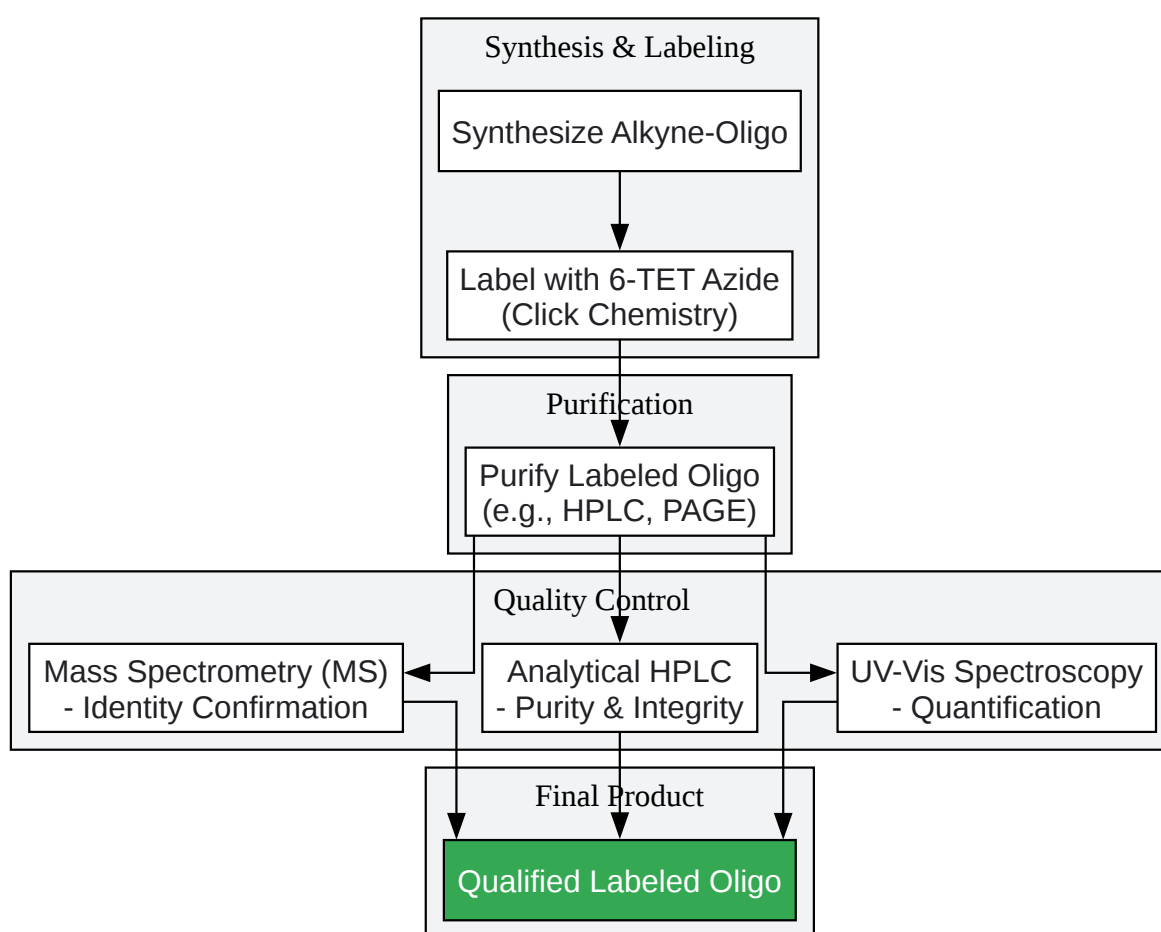 Synthesis & Labeling
Synthesize Alkyne-Oligo
Label with 6-TET Azide
(Click Chemistry)
Purification
Purify Labeled Oligo
(e.g., HPLC, PAGE)
Quality Control
Mass Spectrometry (MS)
- Identity Confirmation
Analytical HPLC
- Purity & Integrity
UV-Vis Spectroscopy
- Quantification
Final Product
Qualified Labeled Oligo